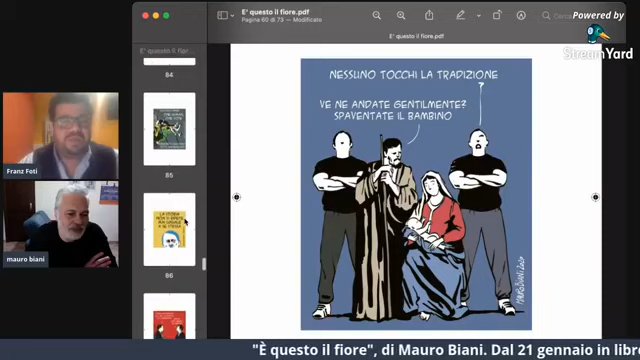 E' questo il fiore.pdf
Pagina 60 di 73 — Modificato
Powered by
StreamYard
E' questo il fiore.pdf
84
85
86
Franz Foti
mauro biani
NESSUNO TOCCHI LA TRADIZIONE
VE NE ANDATE GENTILMENTE?
SPAVENTATE IL BAMBINO
"È questo il fiore", di Mauro Biani. Dal 21 gennaio in libre